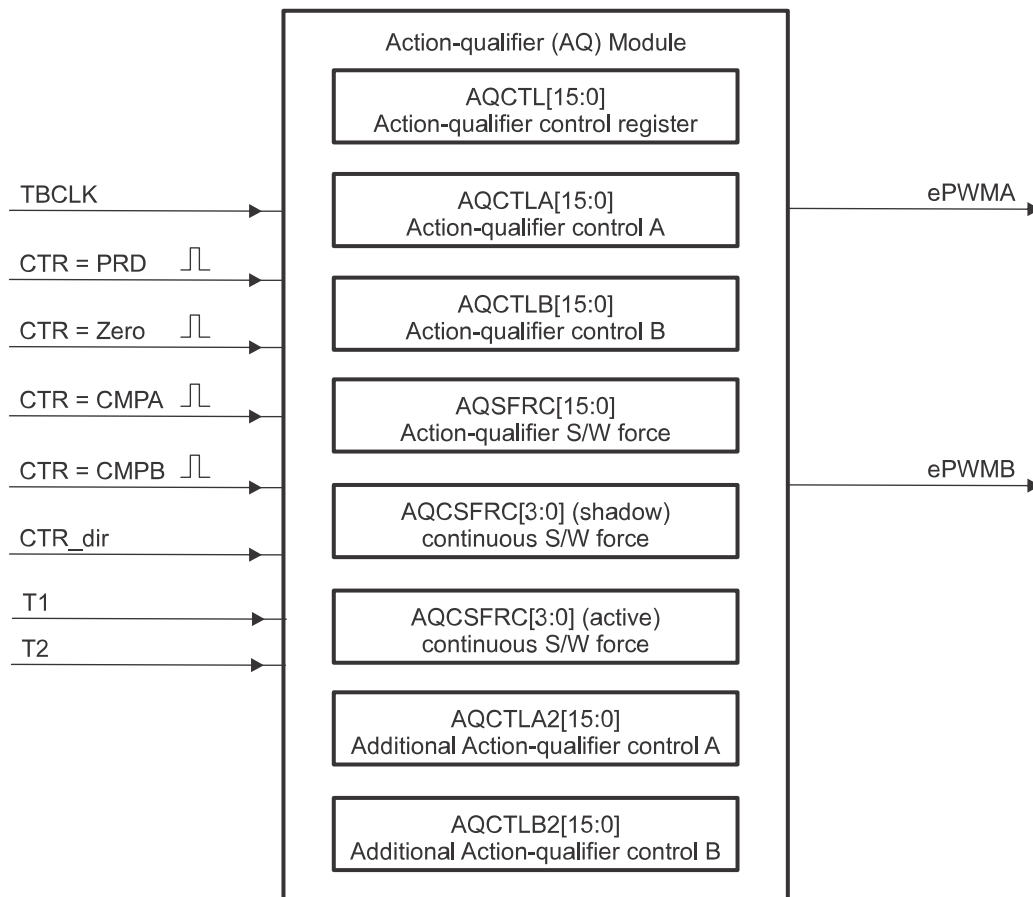 Action-qualifier (AQ) Module
AQCTL[15:0]
Action-qualifier control register
TBCLK
AQCTLA[15:0]
Action-qualifier control A
ePWMA
CTR = PRD
AQCTLB[15:0]
Action-qualifier control B
CTR = Zero
CTR = CMPA
AQSFRC[15:0]
Action-qualifier S/W force
CTR = CMPB
ePWMB
AQCSFRC[3:0] (shadow)
continuous S/W force
CTR_dir
T1
AQCSFRC[3:0] (active)
continuous S/W force
T2
AQCTLA2[15:0]
Additional Action-qualifier control A
AQCTLB2[15:0]
Additional Action-qualifier control B